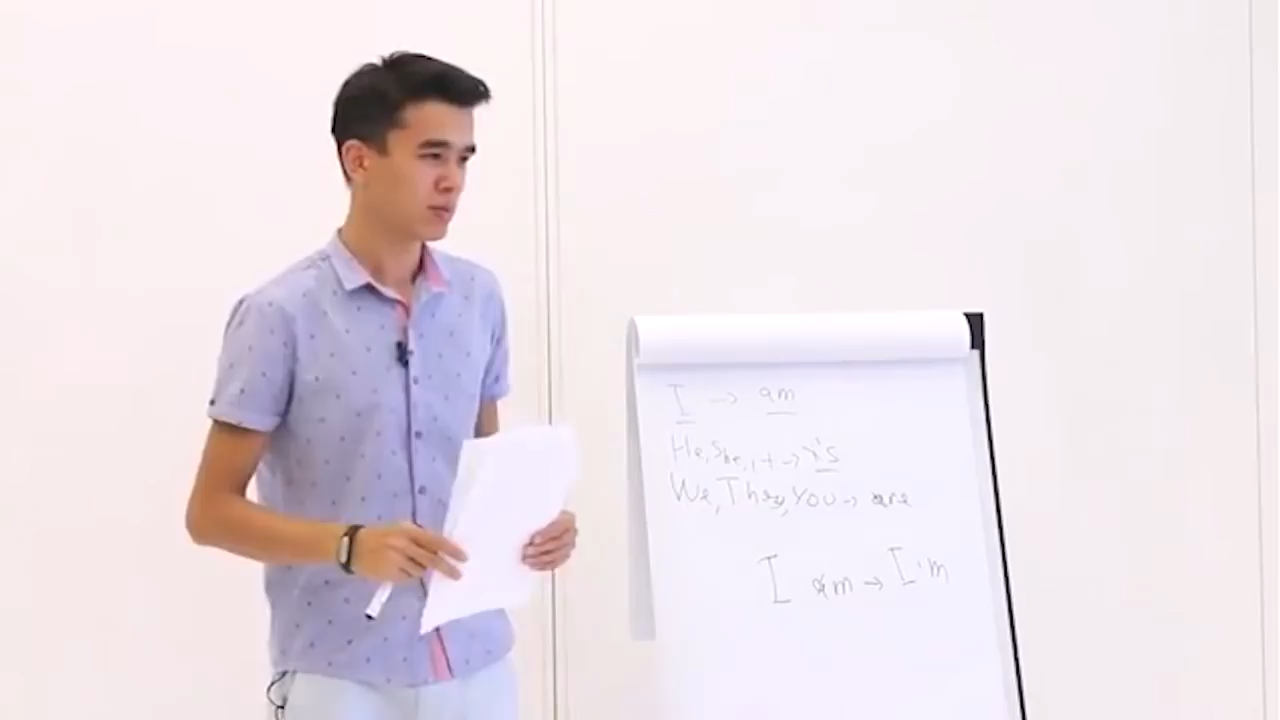 I → am
He, She, it → is
We, They, You → are
I am → I'm